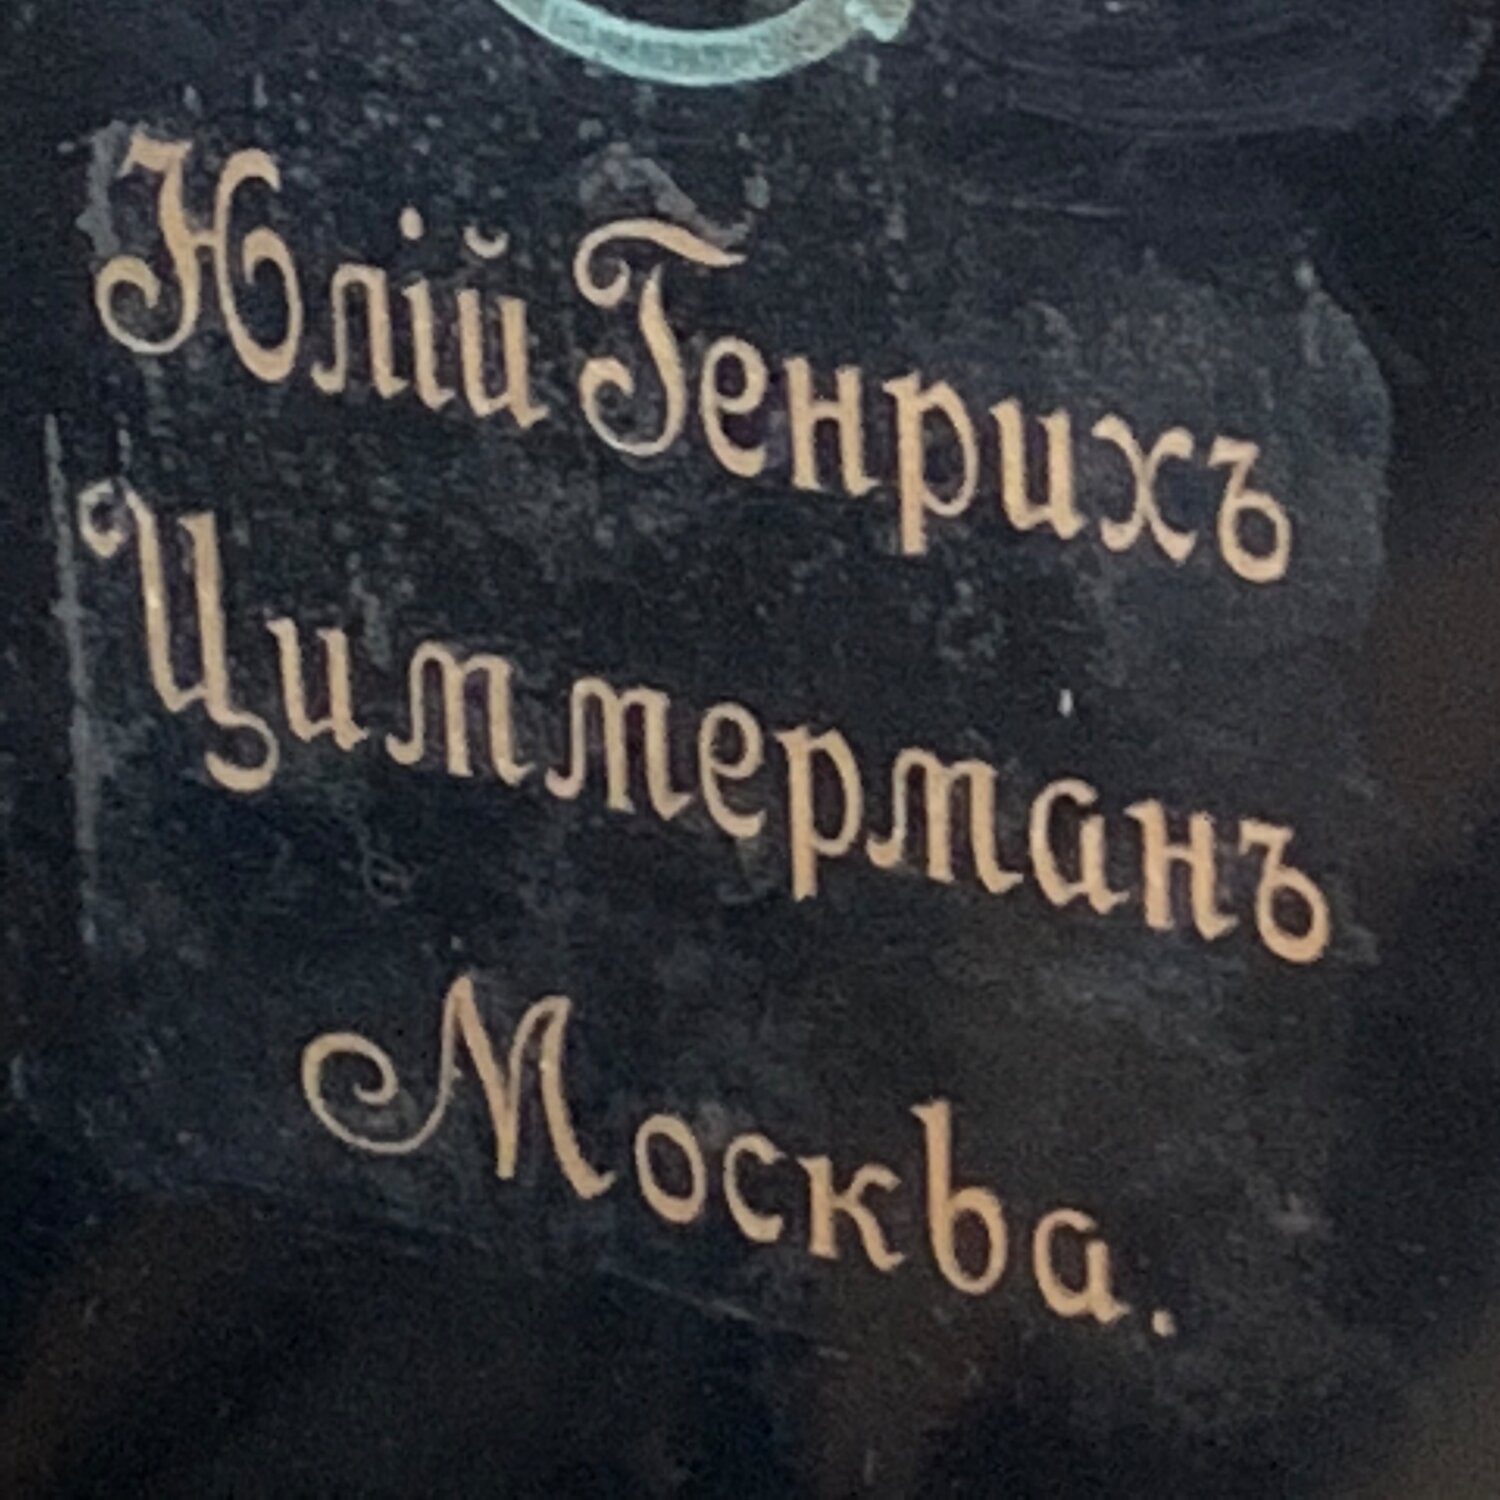 Юлій Генрихъ
Циммерманъ
Москва.